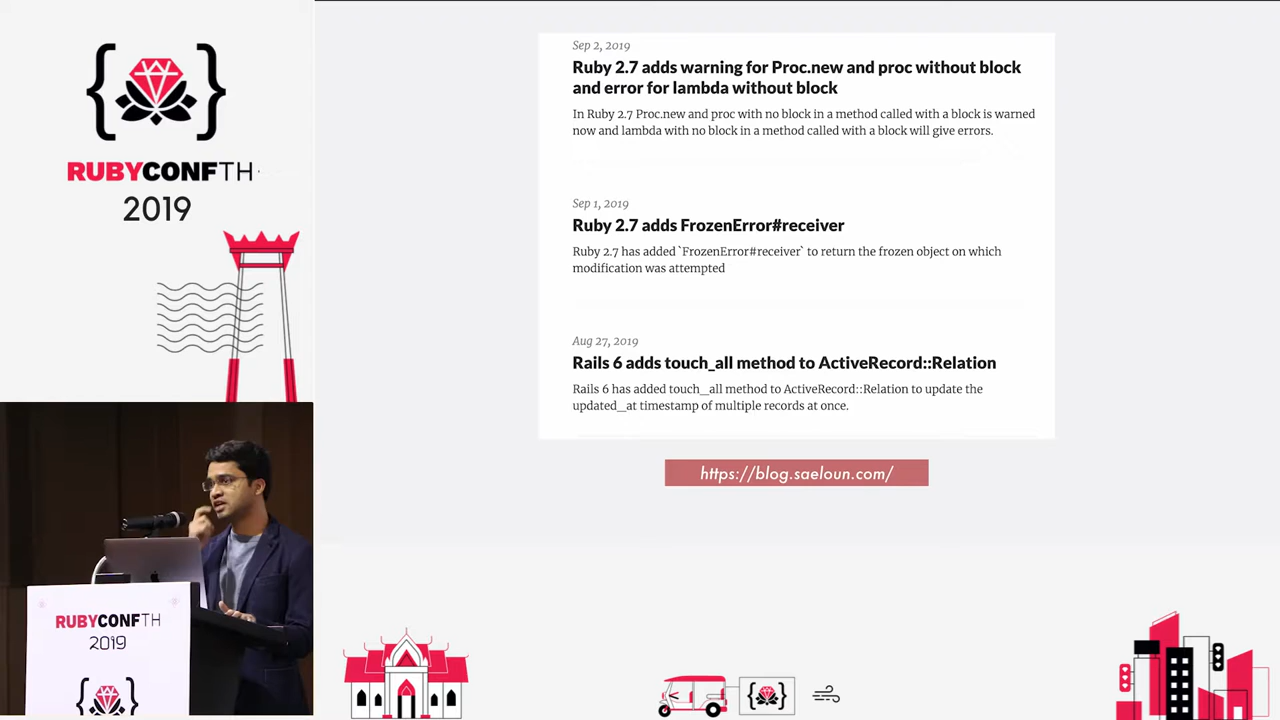 RUBYCONFTH
2019
Sep 2, 2019
Ruby 2.7 adds warning for Proc.new and proc without block
and error for lambda without block
In Ruby 2.7 Proc.new and proc with no block in a method called with a block is warned
now and lambda with no block in a method called with a block will give errors.
Sep 1, 2019
Ruby 2.7 adds FrozenError#receiver
Ruby 2.7 has added `FrozenError#receiver` to return the frozen object on which
modification was attempted
Aug 27, 2019
Rails 6 adds touch_all method to ActiveRecord::Relation
Rails 6 has added touch_all method to ActiveRecord::Relation to update the
updated_at timestamp of multiple records at once.
https://blog.saeloun.com/
RUBYCONFTH
2019